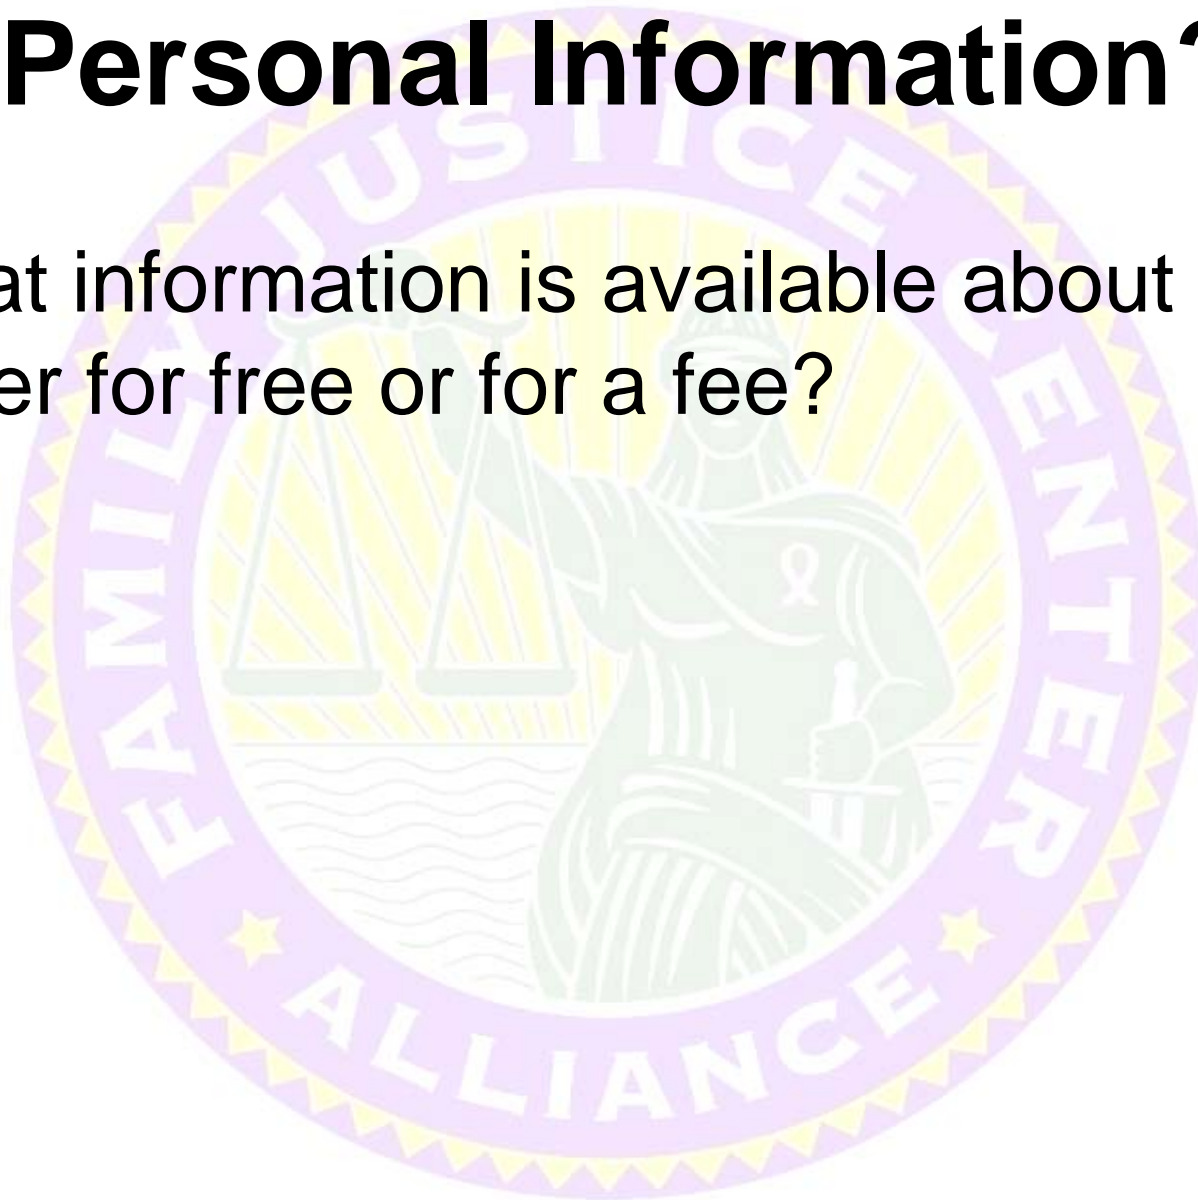 Personal Information?
at information is available about
er for free or for a fee?
FAMILY JUSTICE CENTER
ALLIANCE